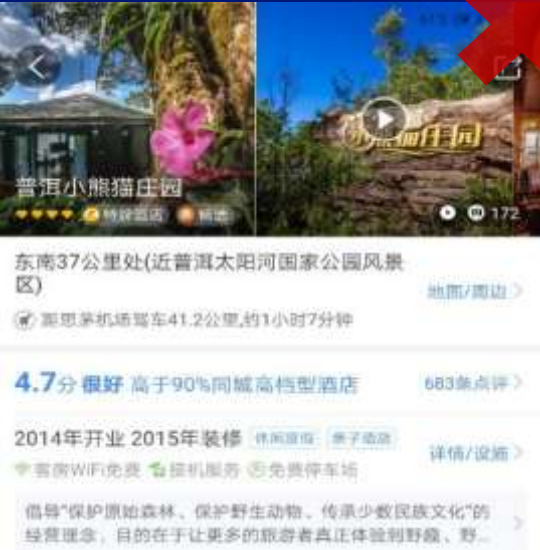 小熊猫庄园
普洱小熊猫庄园
特牌酒店
172
东南37公里处(近普洱太阳河国家公园风景
区)
地图/周边
距思茅机场驾车41.2公里,约1小时7分钟
4.7分 很好 高于90%同城高档型酒店
683条点评
2014年开业 2015年装修 休闲度假 亲子酒店
详情/设施
客房WiFi免费 接机服务 免费停车场
倡导“保护原始森林、保护野生动物、传承少数民族文化”的
经营理念，目的在于让更多的旅游者真正体验到野趣、野...